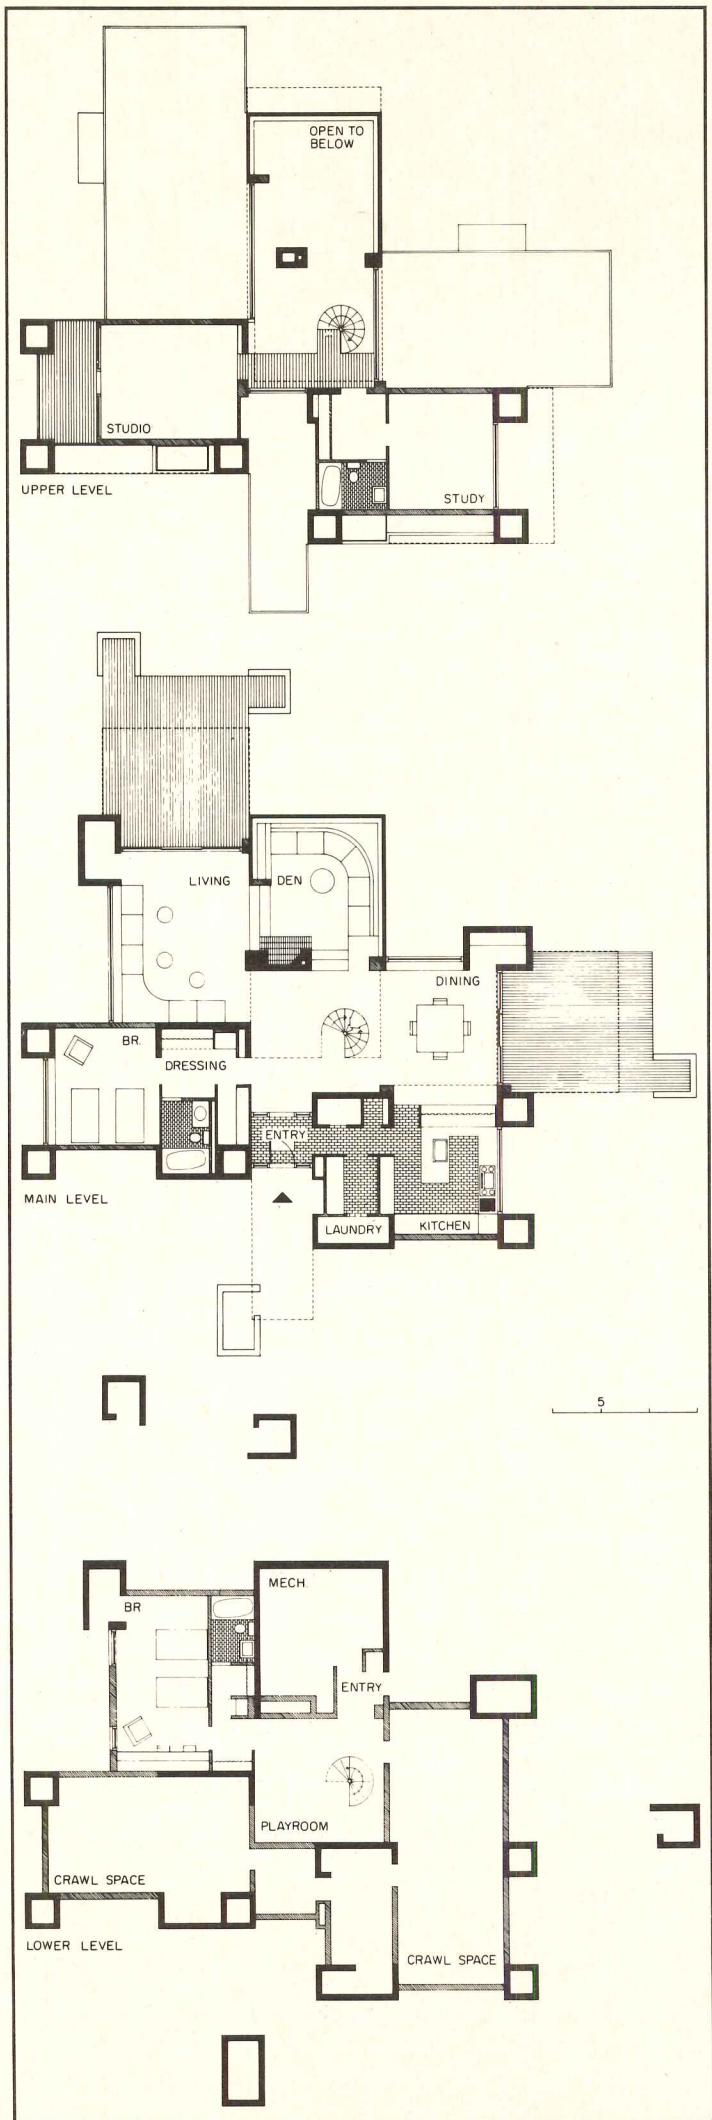 OPEN TO
BELOW
STUDIO
STUDY
UPPER LEVEL
LIVING
DEN
DINING
BR.
DRESSING
ENTRY
MAIN LEVEL
LAUNDRY
KITCHEN
5
MECH.
BR
ENTRY
PLAYROOM
CRAWL SPACE
LOWER LEVEL
CRAWL SPACE